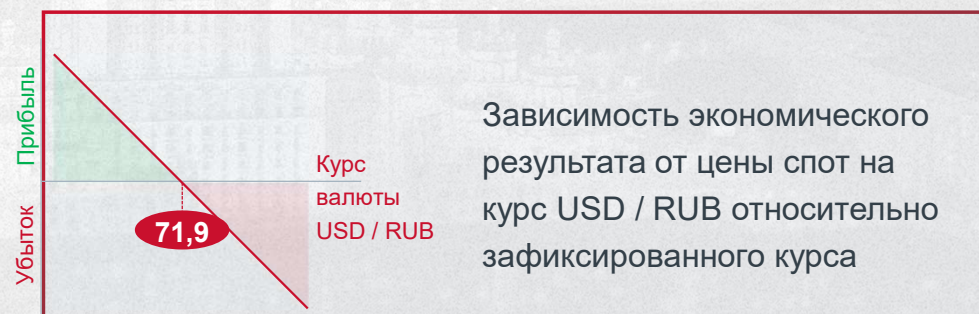 Прибыль
Убыток
71,9
Курс
валюты
USD / RUB
Зависимость экономического
результата от цены спот на
курс USD / RUB относительно
зафиксированного курса